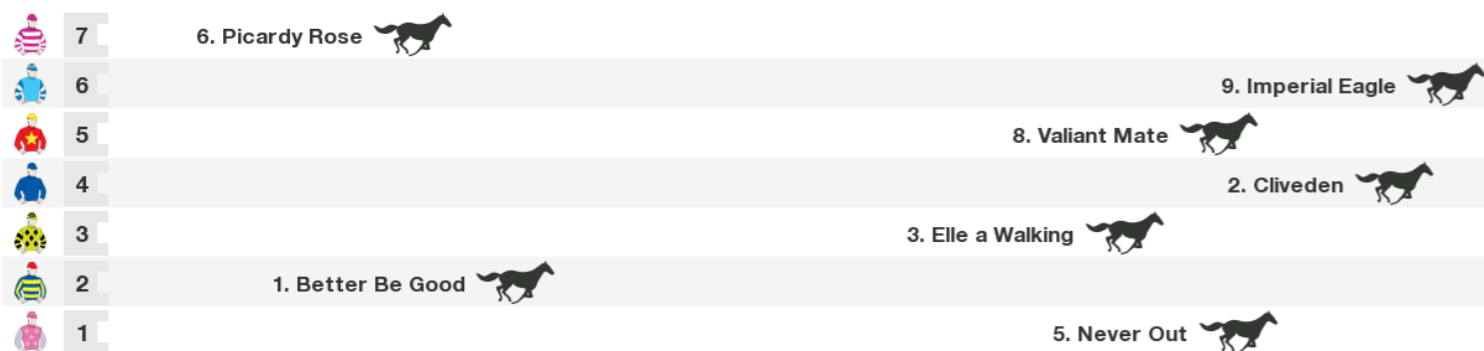 7 6. Picardy Rose
6 9. Imperial Eagle
5 8. Valiant Mate
4 2. Cliveden
3 3. Elle a Walking
2 1. Better Be Good
1 5. Never Out